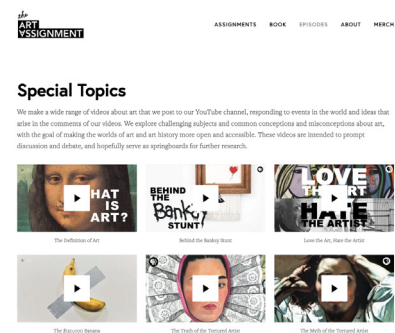 the
ART
ASSIGNMENT
ASSIGNMENTS BOOK EPISODES ABOUT MERCH
Special Topics
We make a wide range of videos about art that we post to our YouTube channel, responding to events in the world and ideas that
arise in the comments of our videos. We explore challenging subjects and common conceptions and misconceptions about art,
with the goal of making the worlds of art and art history more open and accessible. These videos are intended to prompt
discussion and debate, and hopefully serve as springboards for further research.
HAT
IS
ART?
BEHIND
THE
Banksy
STUNT
LOVE
THE ART
HATE
THE ARTIST
The Definition of Art
Behind the Banksy Stunt
Love the Art, Hate the Artist
The $120,000 Banana
The Truth of the Tortured Artist
The Myth of the Tortured Artist